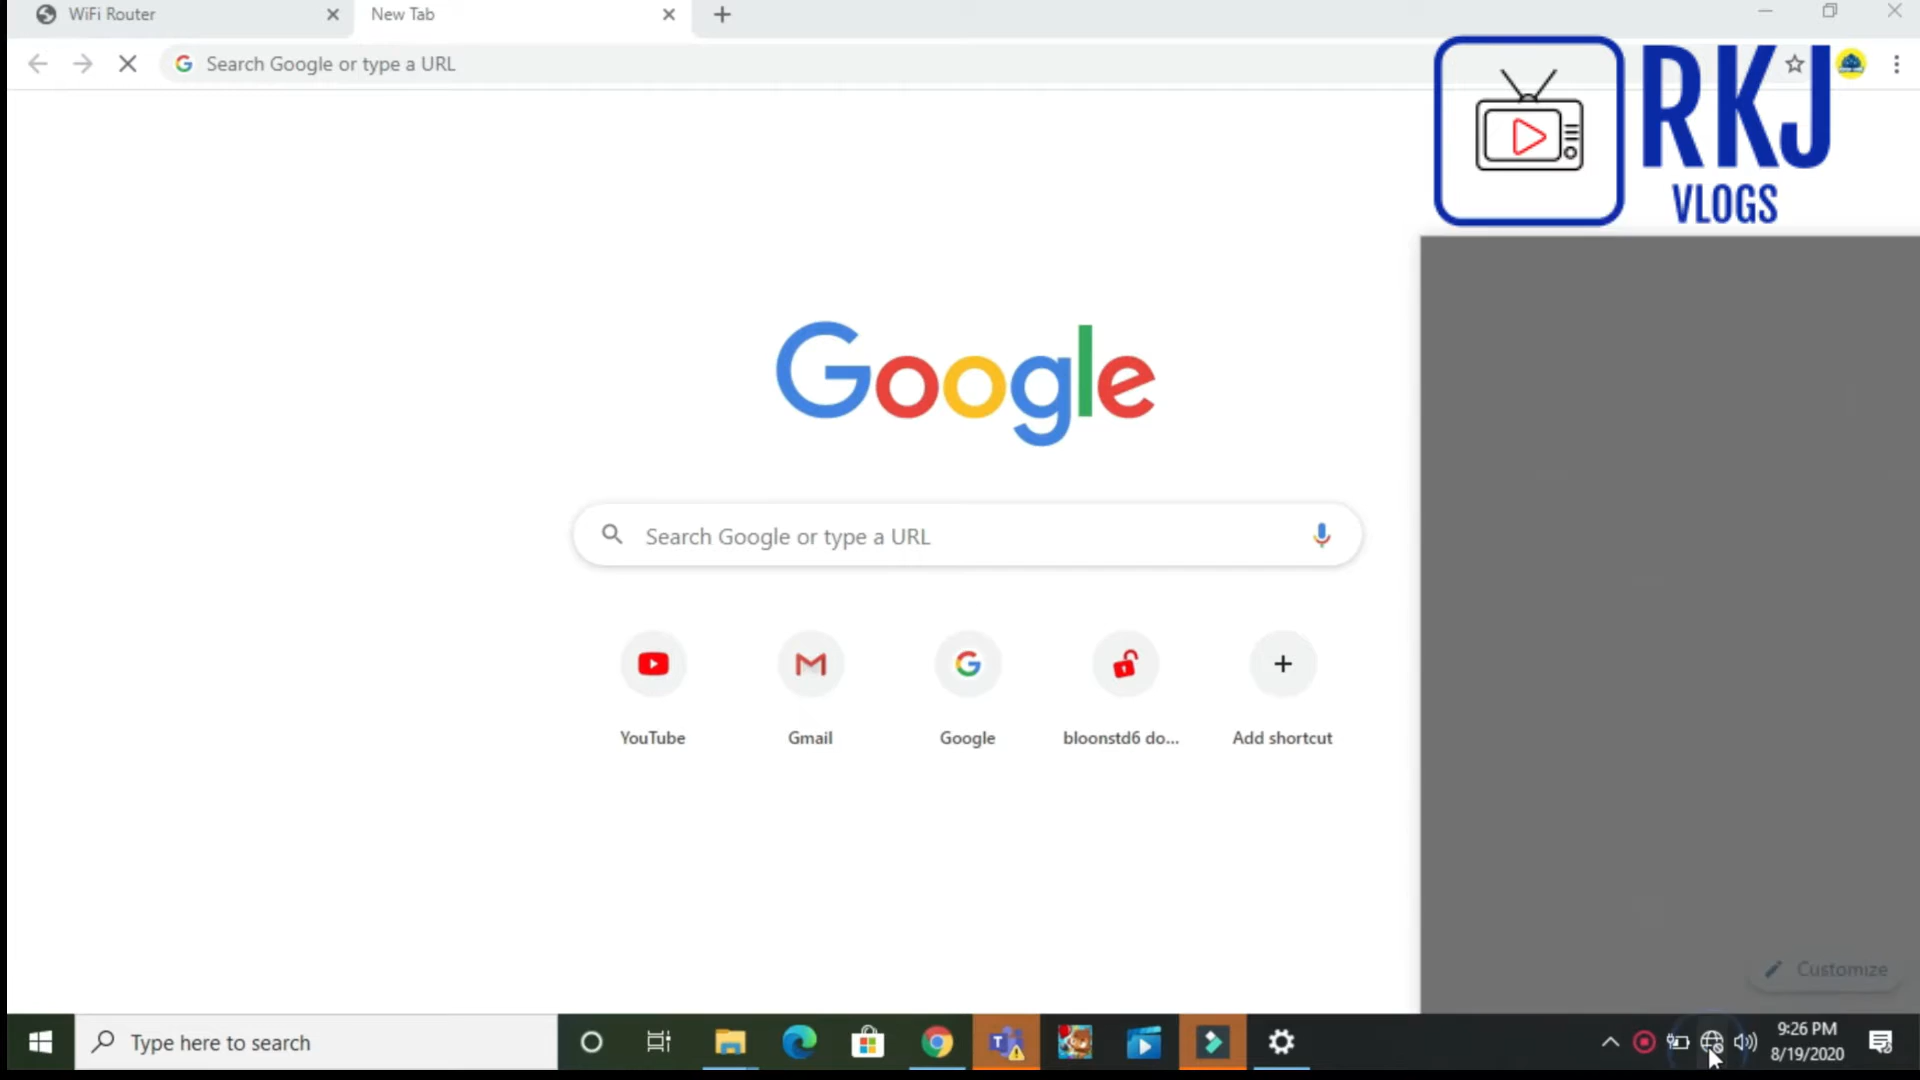 WiFi Router
New Tab
Search Google or type a URL
RKJ
VLOGS
Google
Search Google or type a URL
YouTube
Gmail
Google
bloonstd6 do...
Add shortcut
Customize
Type here to search
9:26 PM
8/19/2020